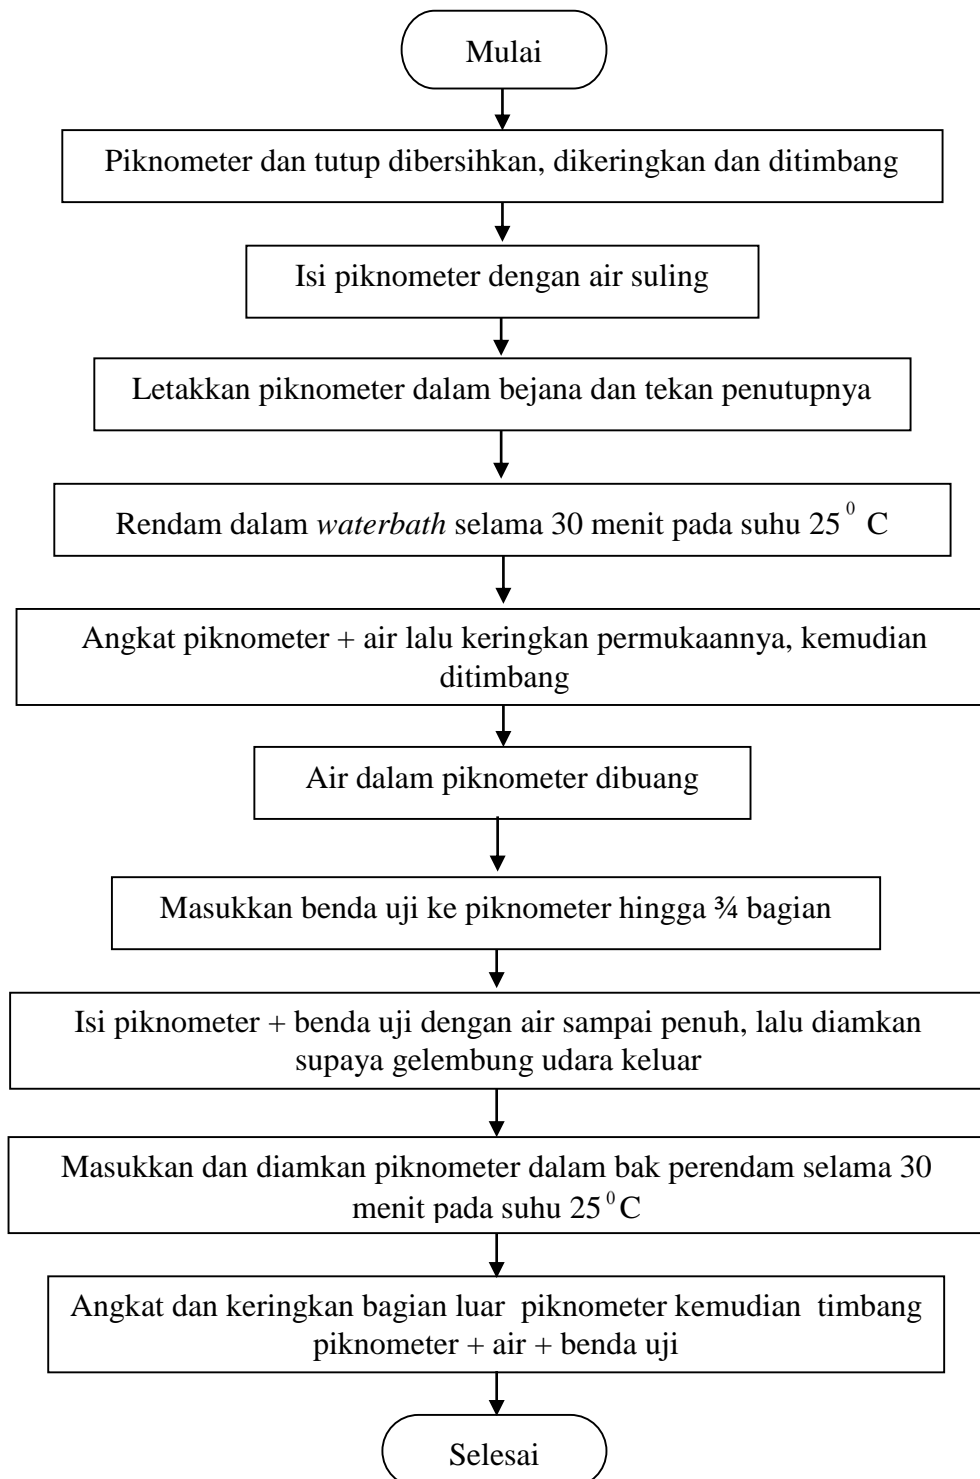 Mulai
Piknometer dan tutup dibersihkan, dikeringkan dan ditimbang
Isi piknometer dengan air suling
Letakkan piknometer dalam bejana dan tekan penutupnya
Rendam dalam waterbath selama 30 menit pada suhu 25⁰ C
Angkat piknometer + air lalu keringkan permukaannya, kemudian
ditimbang
Air dalam piknometer dibuang
Masukkan benda uji ke piknometer hingga ¾ bagian
Isi piknometer + benda uji dengan air sampai penuh, lalu diamkan
supaya gelembung udara keluar
Masukkan dan diamkan piknometer dalam bak perendam selama 30
menit pada suhu 25⁰C
Angkat dan keringkan bagian luar piknometer kemudian timbang
piknometer + air + benda uji
Selesai